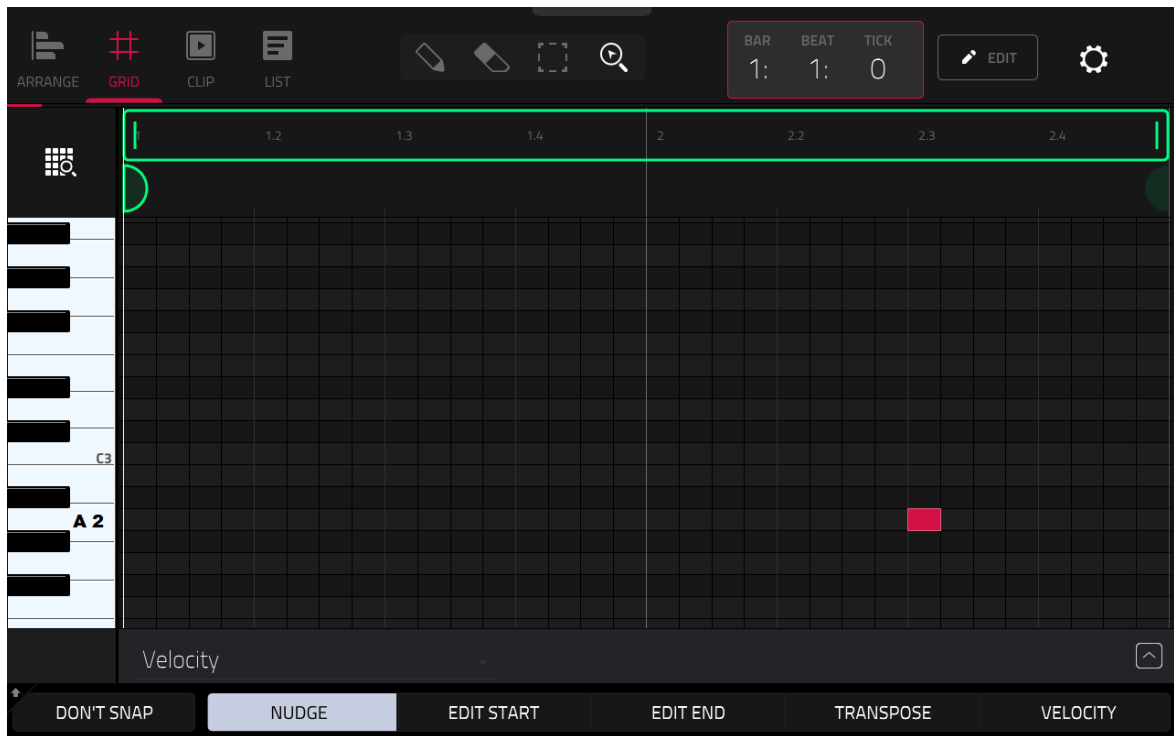 BAR BEAT TICK
1: 1: 0
EDIT
ARRANGE GRID CLIP LIST
1 1.2 1.3 1.4 2 2.2 2.3 2.4
C3
A 2
Velocity
DON'T SNAP NUDGE EDIT START EDIT END TRANSPOSE VELOCITY